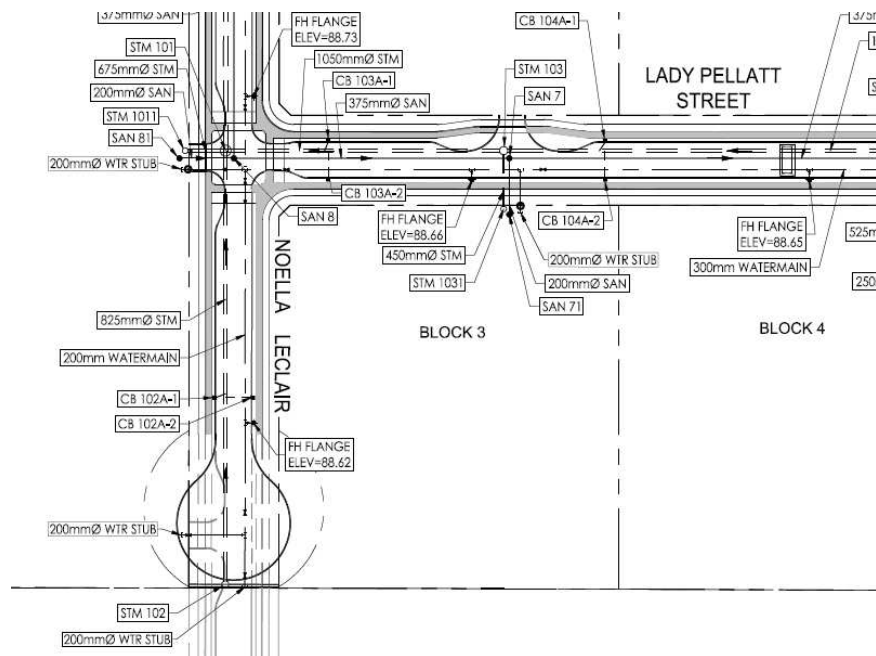 375mmØ SAN
STM 101
675mmØ STM
200mmØ SAN
STM 1011
SAN 81
200mmØ WTR STUB
FH FLANGE
ELEV=88.73
1050mmØ STM
CB 103A-1
375mmØ SAN
CB 104A-1
STM 103
SAN 7
LADY PELLATT
STREET
CB 103A-2
SAN 8
FH FLANGE
ELEV=88.66
450mmØ STM
STM 1031
CB 104A-2
200mmØ WTR STUB
200mmØ SAN
SAN 71
FH FLANGE
ELEV=88.65
300mm WATERMAIN
NOELLA LECLAIR
BLOCK 3
BLOCK 4
825mmØ STM
200mm WATERMAIN
CB 102A-1
CB 102A-2
FH FLANGE
ELEV=88.62
200mmØ WTR STUB
STM 102
200mmØ WTR STUB